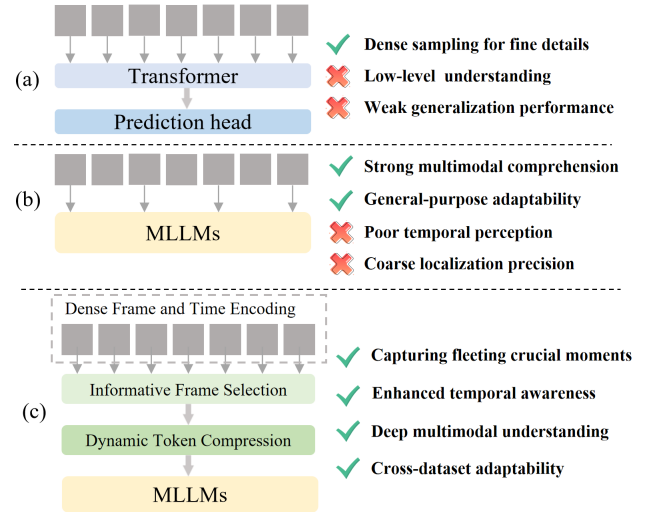 (a)
Transformer
Prediction head
Dense sampling for fine details
Low-level understanding
Weak generalization performance
(b)
MLLMs
Strong multimodal comprehension
General-purpose adaptability
Poor temporal perception
Coarse localization precision
(c)
Dense Frame and Time Encoding
Informative Frame Selection
Dynamic Token Compression
MLLMs
Capturing fleeting crucial moments
Enhanced temporal awareness
Deep multimodal understanding
Cross-dataset adaptability